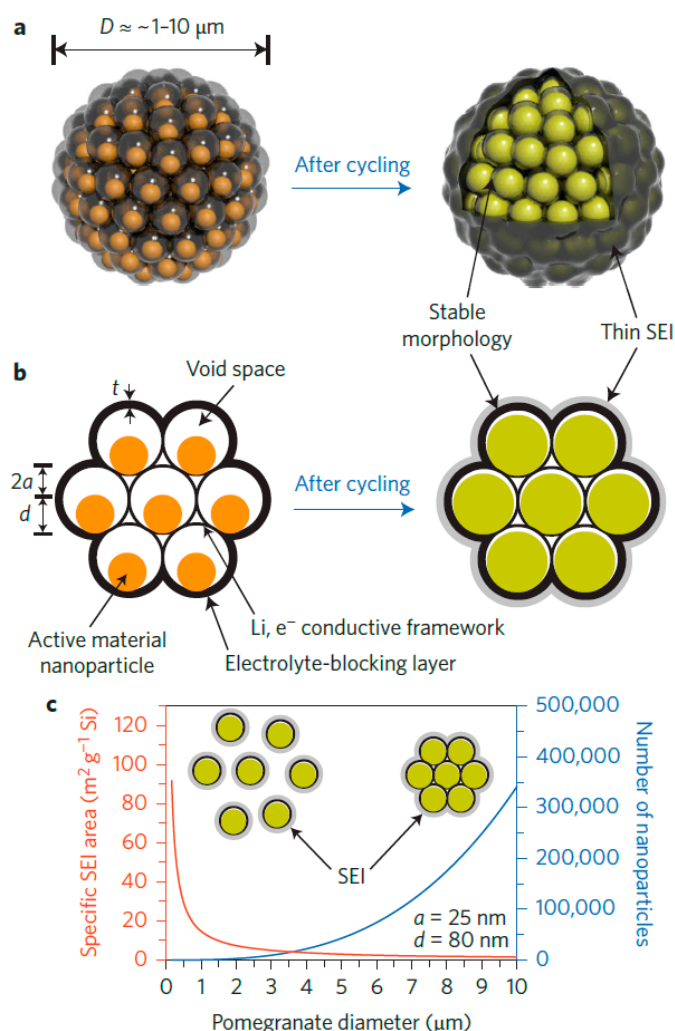 a
D ≈ ~1–10 μm
After cycling
Stable
morphology
Thin SEI
b
t
Void space
2a
d
After cycling
Active material
nanoparticle
Li, e⁻ conductive framework
Electrolyte-blocking layer
c
Specific SEI area (m² g⁻¹ Si)
120
100
80
60
40
20
0
SEI
a = 25 nm
d = 80 nm
500,000
400,000
300,000
200,000
100,000
0
Number of nanoparticles
0 1 2 3 4 5 6 7 8 9 10
Pomegranate diameter (μm)